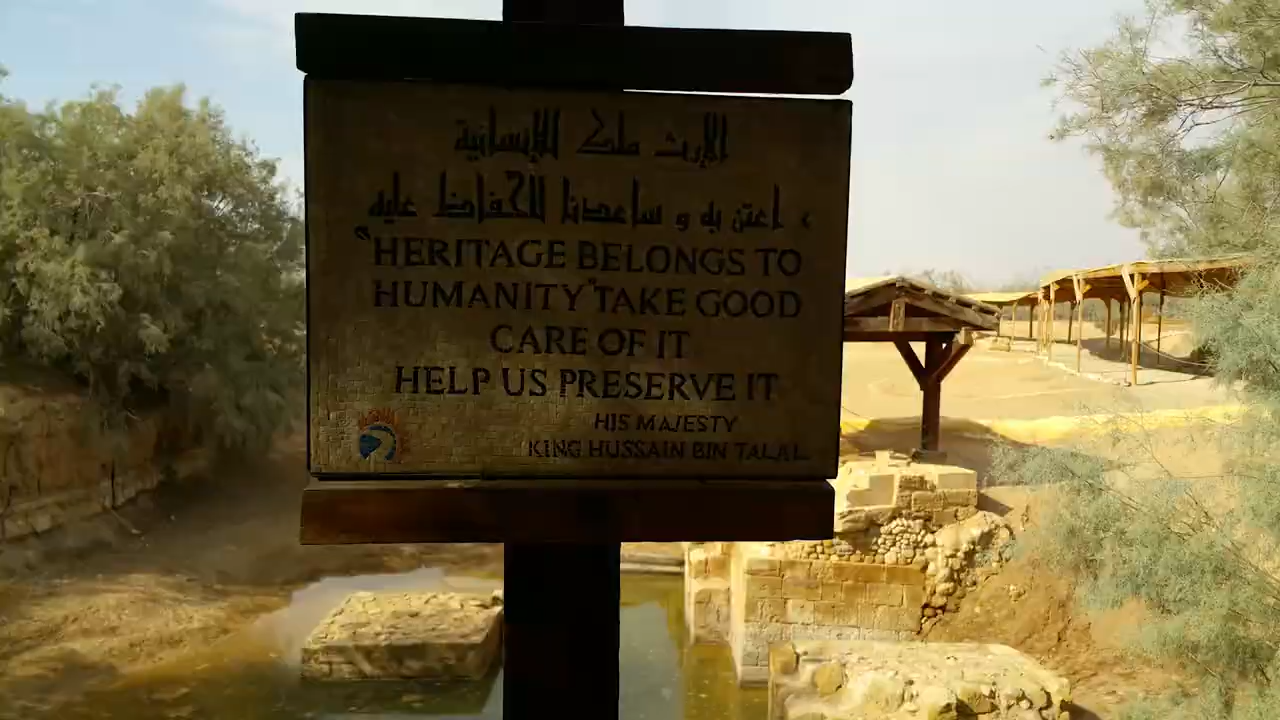 الإرث ملك للإنسانية
، اعتن به و ساعدنا للحفاظ عليه
“HERITAGE BELONGS TO
HUMANITY” TAKE GOOD
CARE OF IT
HELP US PRESERVE IT
HIS MAJESTY
KING HUSSAIN BIN TALAL